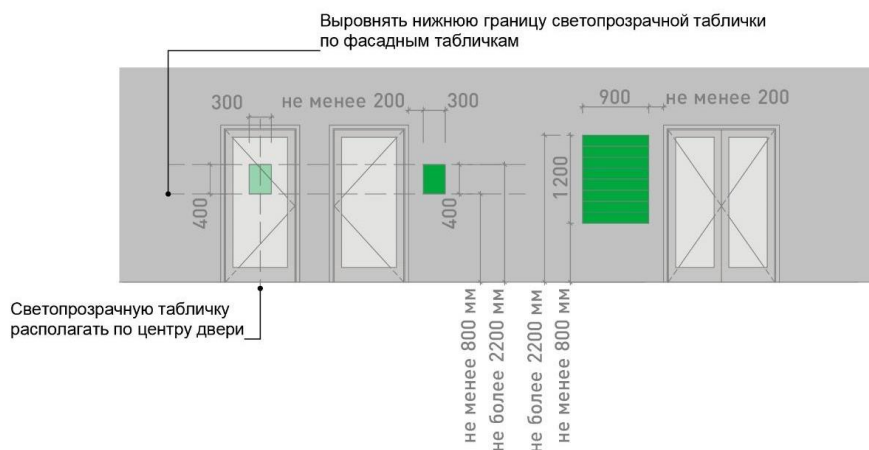 Выровнять нижнюю границу светопрозрачной таблички
по фасадным табличкам
300
не менее 200
300
900
не менее 200
400
400
1200
Светопрозрачную табличку
располагать по центру двери
не менее 800 мм
не более 2200 мм
не более 2200 мм
не менее 800 мм